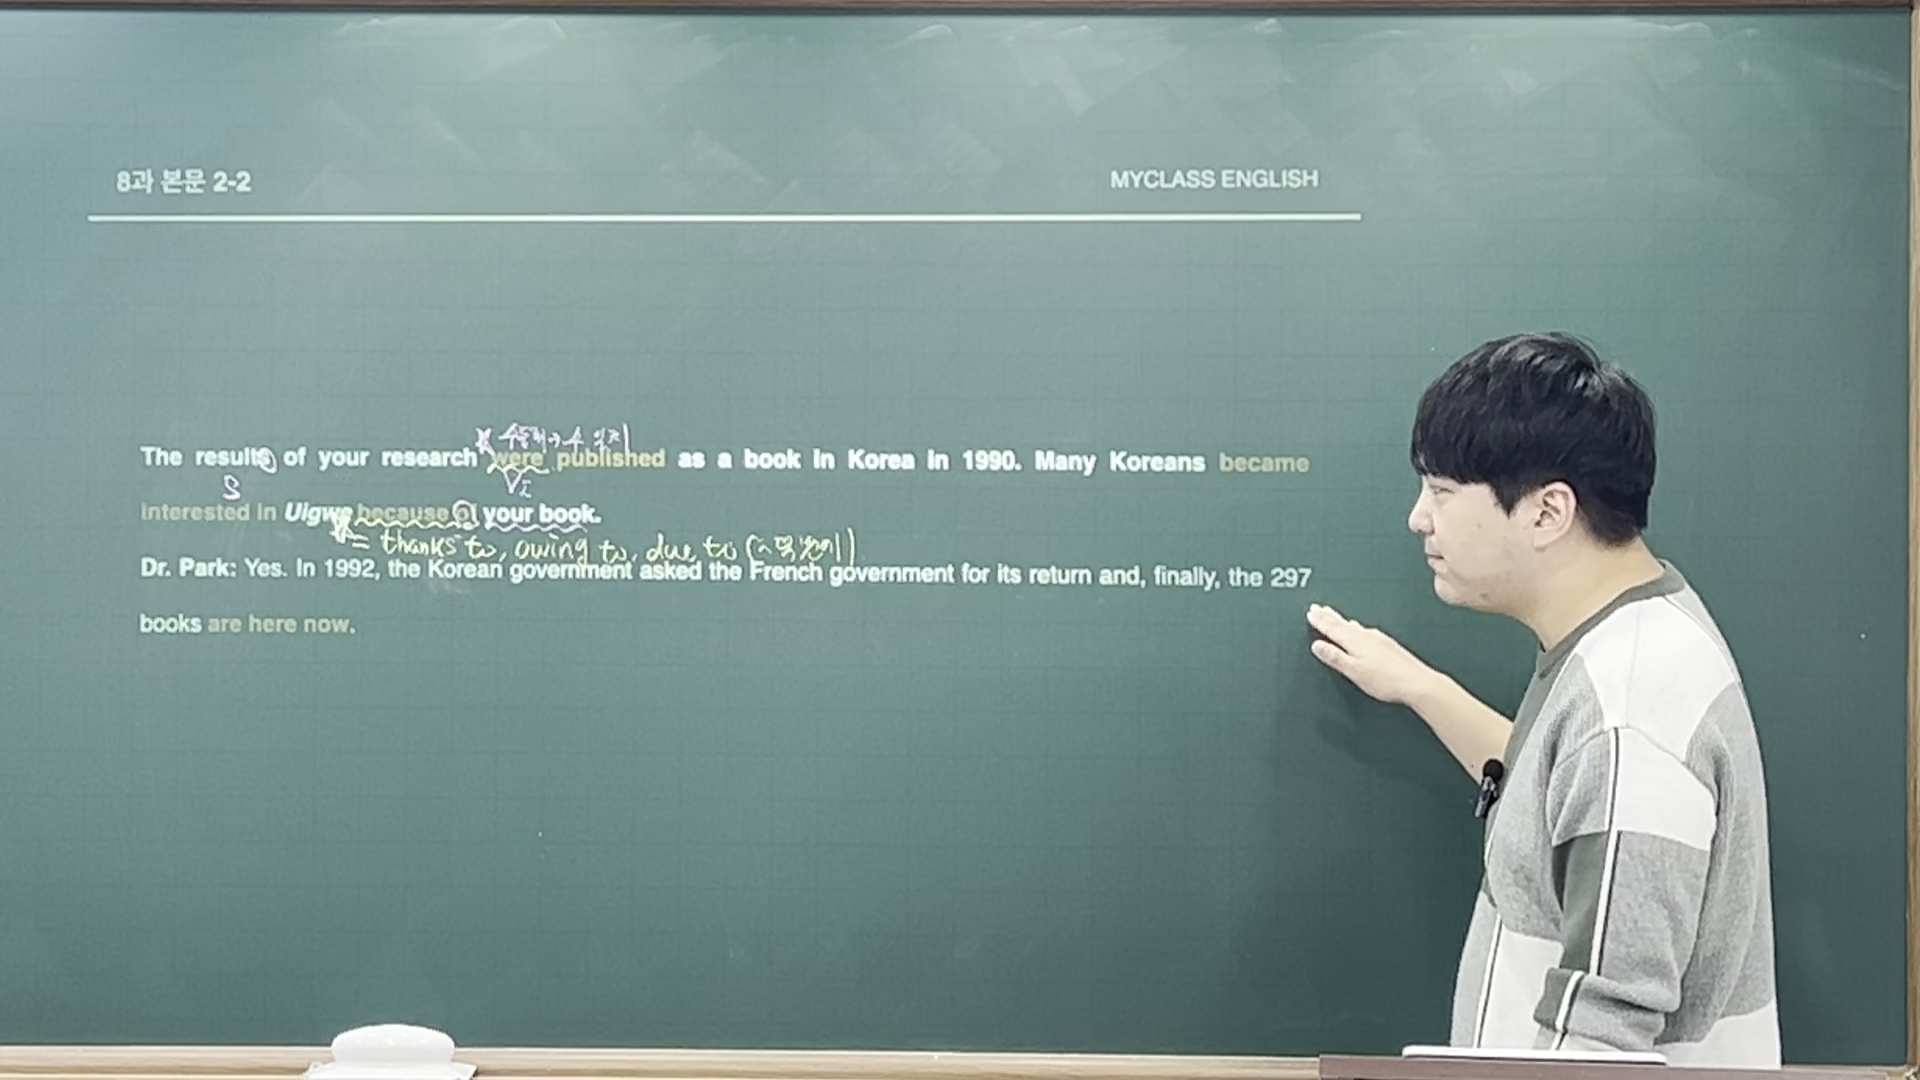 8과 본문 2-2
MYCLASS ENGLISH
수동태→수 일치
The results of your research were published as a book in Korea in 1990. Many Koreans became
S
V
interested in Uigwe because of your book.
= thanks to, owing to, due to (~덕분에)
Dr. Park: Yes. In 1992, the Korean government asked the French government for its return and, finally, the 297
books are here now.